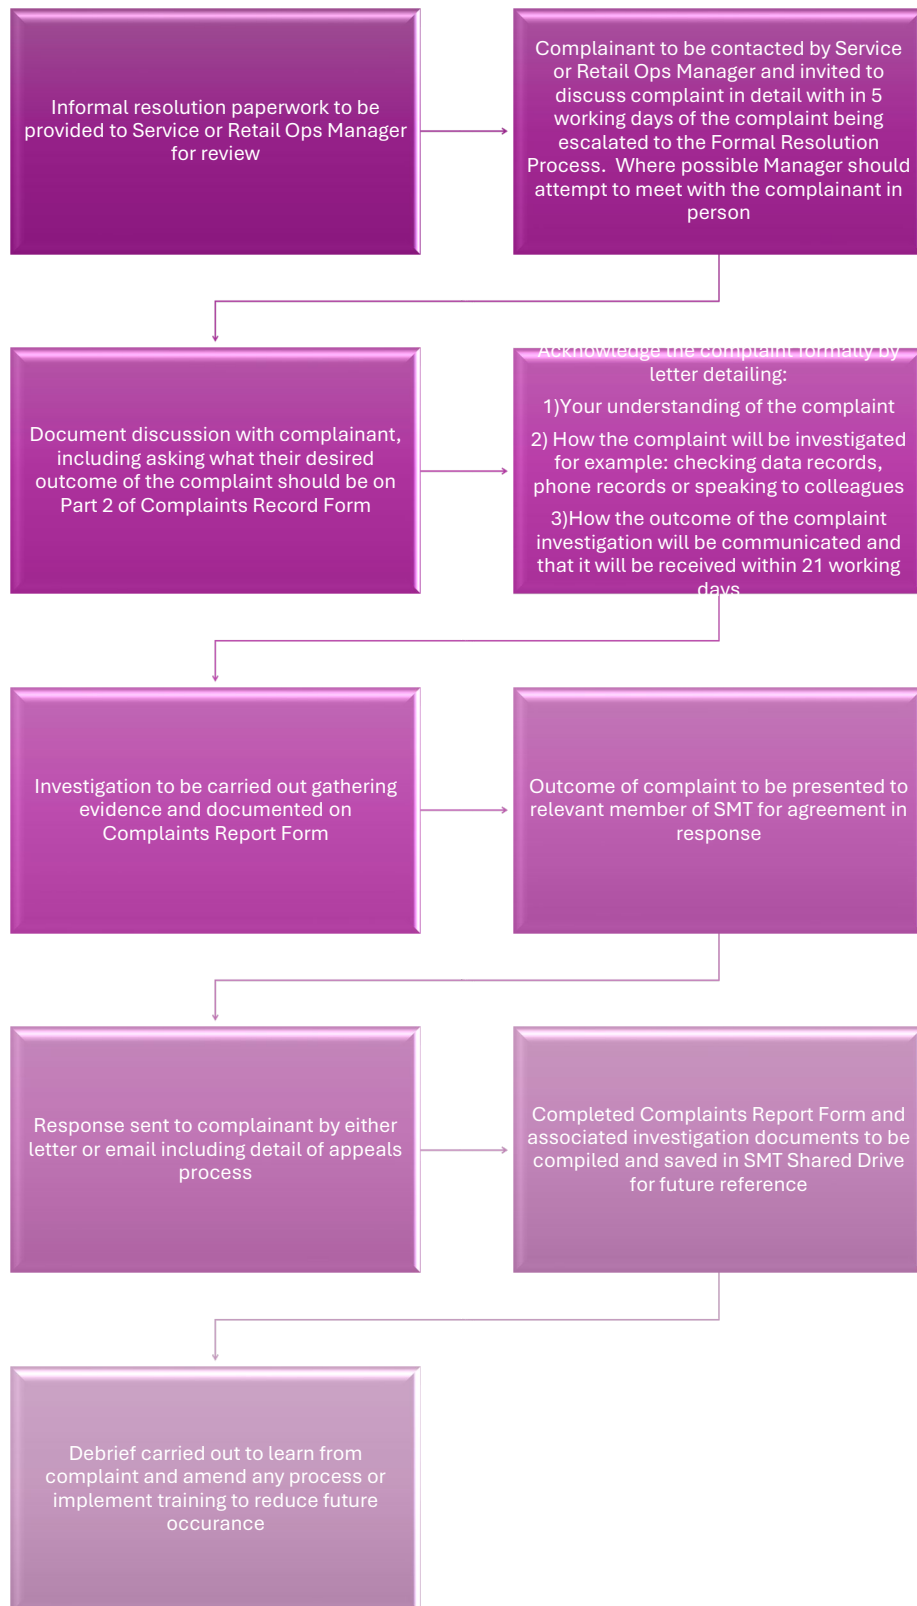 Informal resolution paperwork to be
provided to Service or Retail Ops Manager
for review
Complainant to be contacted by Service
or Retail Ops Manager and invited to
discuss complaint in detail with in 5
working days of the complaint being
escalated to the Formal Resolution
Process.  Where possible Manager should
attempt to meet with the complainant in
person
Document discussion with complainant,
including asking what their desired
outcome of the complaint should be on
Part 2 of Complaints Record Form
Acknowledge the complaint formally by
letter detailing:
1)Your understanding of the complaint
2) How the complaint will be investigated
for example: checking data records,
phone records or speaking to colleagues
3)How the outcome of the complaint
investigation will be communicated and
that it will be received within 21 working
days
Investigation to be carried out gathering
evidence and documented on
Complaints Report Form
Outcome of complaint to be presented to
relevant member of SMT for agreement in
response
Response sent to complainant by either
letter or email including detail of appeals
process
Completed Complaints Report Form and
associated investigation documents to be
compiled and saved in SMT Shared Drive
for future reference
Debrief carried out to learn from
complaint and amend any process or
implement training to reduce future
occurance